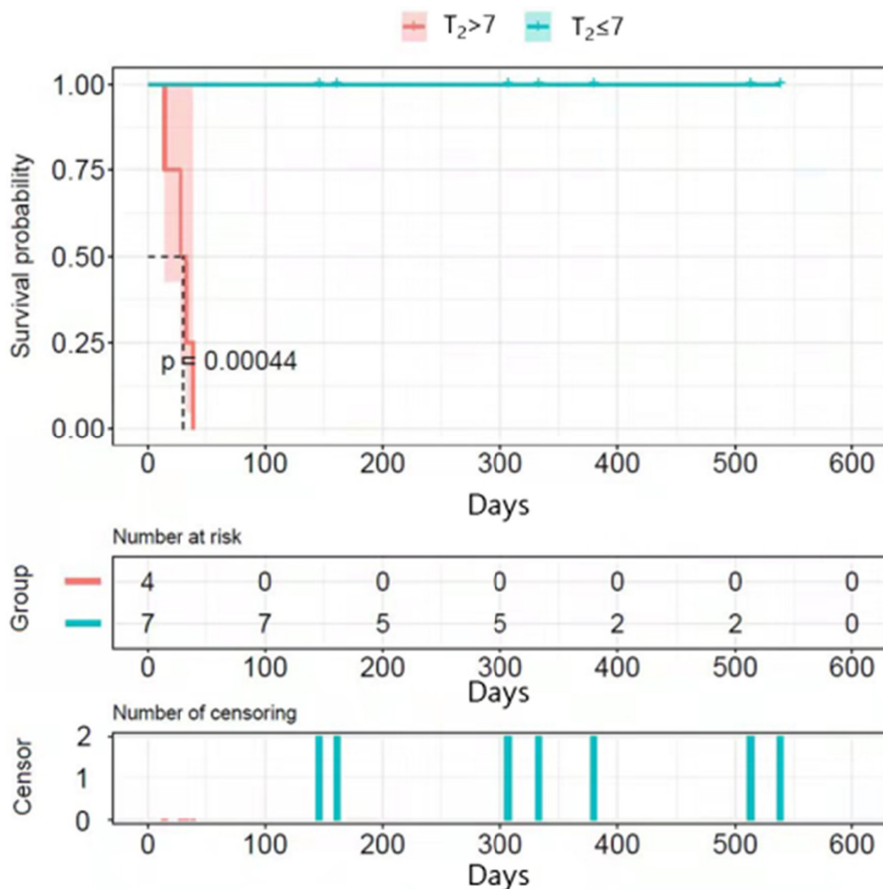 T₂>7 T₂≤7
Survival probability
1.00
0.75
0.50
0.25
0.00
p = 0.00044
0 100 200 300 400 500 600
Days
Number at risk
Group
4 0 0 0 0 0 0
7 7 5 5 2 2 0
0 100 200 300 400 500 600
Days
Number of censoring
Censor
2
1
0
0 100 200 300 400 500 600
Days